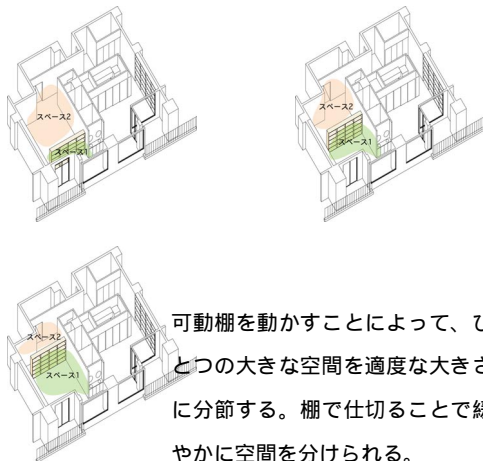 スペース2
スペース1
スペース2
スペース1
スペース2
スペース1
可動棚を動かすことによって、ひ
とつの大きな空間を適度な大きさ
に分節する。棚で仕切ることで緩
やかに空間を分けられる。